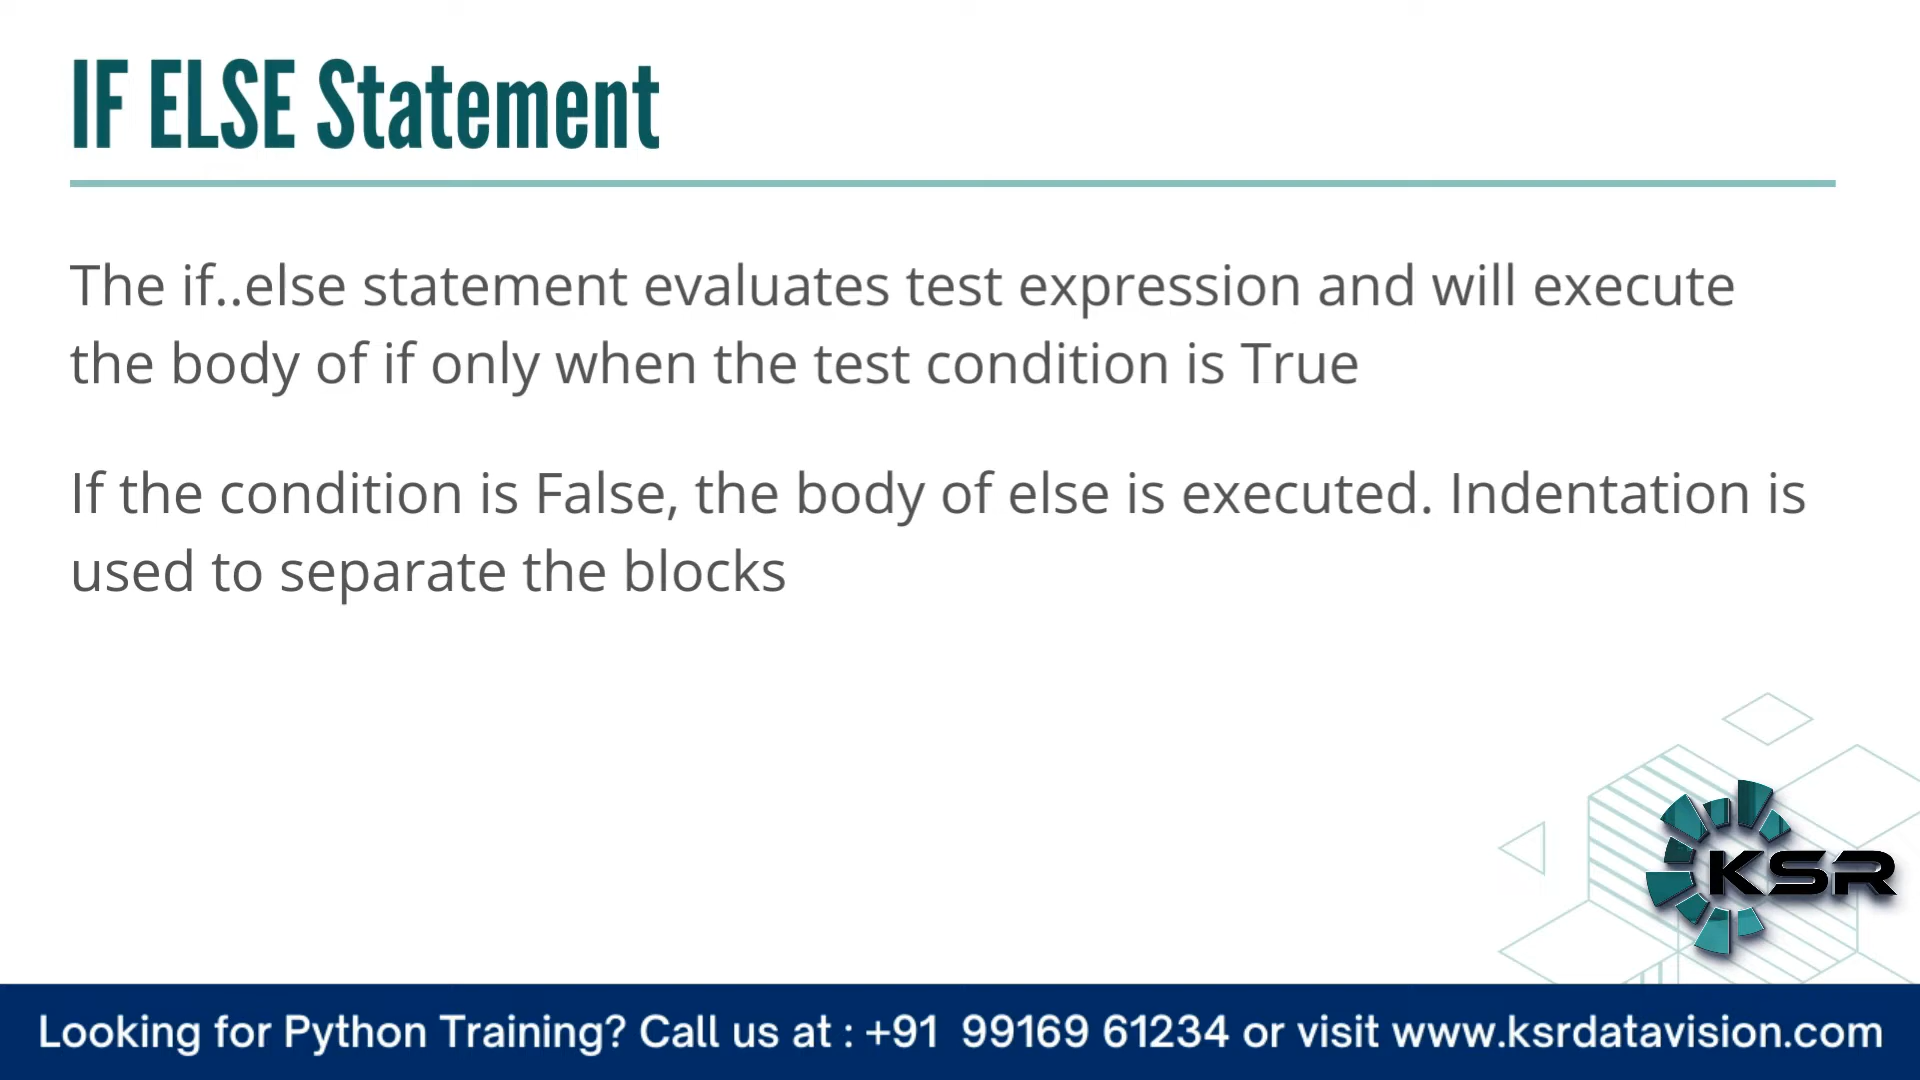 IF ELSE Statement
The if..else statement evaluates test expression and will execute
the body of if only when the test condition is True
If the condition is False, the body of else is executed. Indentation is
used to separate the blocks
KSR
Looking for Python Training? Call us at : +91 99169 61234 or visit www.ksrdatavision.com